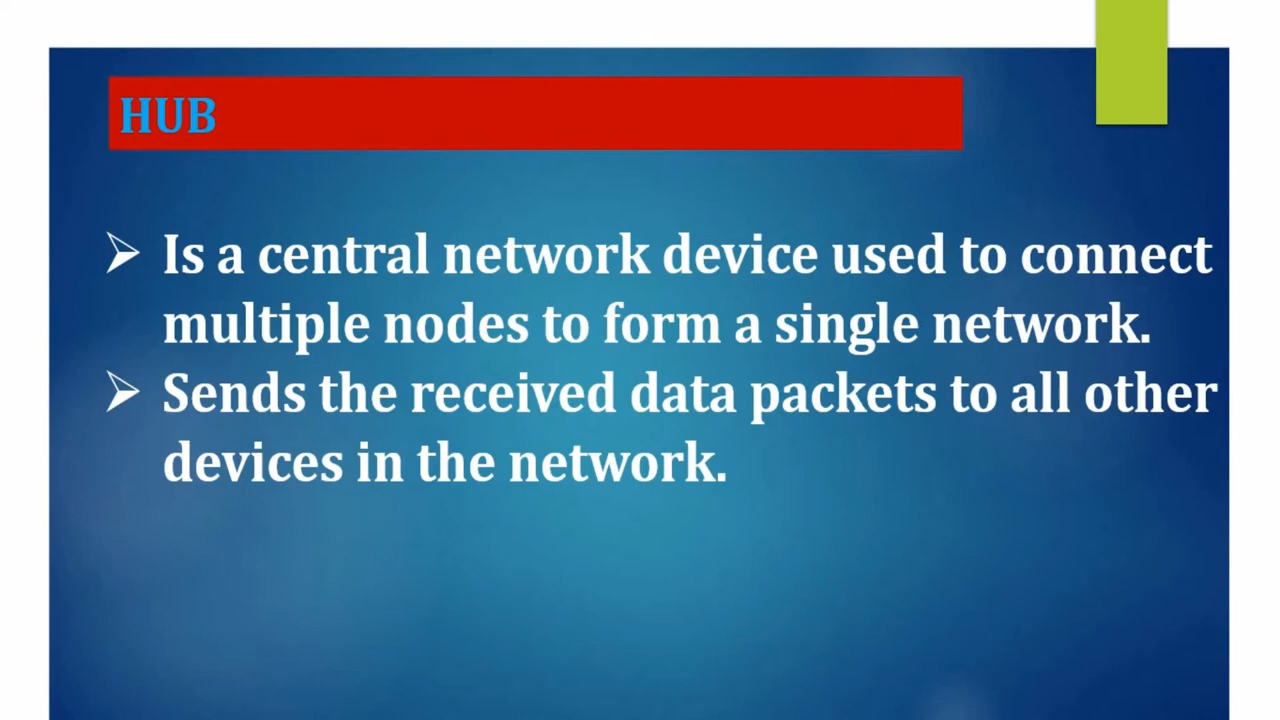 HUB
➢ Is a central network device used to connect
multiple nodes to form a single network.
➢ Sends the received data packets to all other
devices in the network.